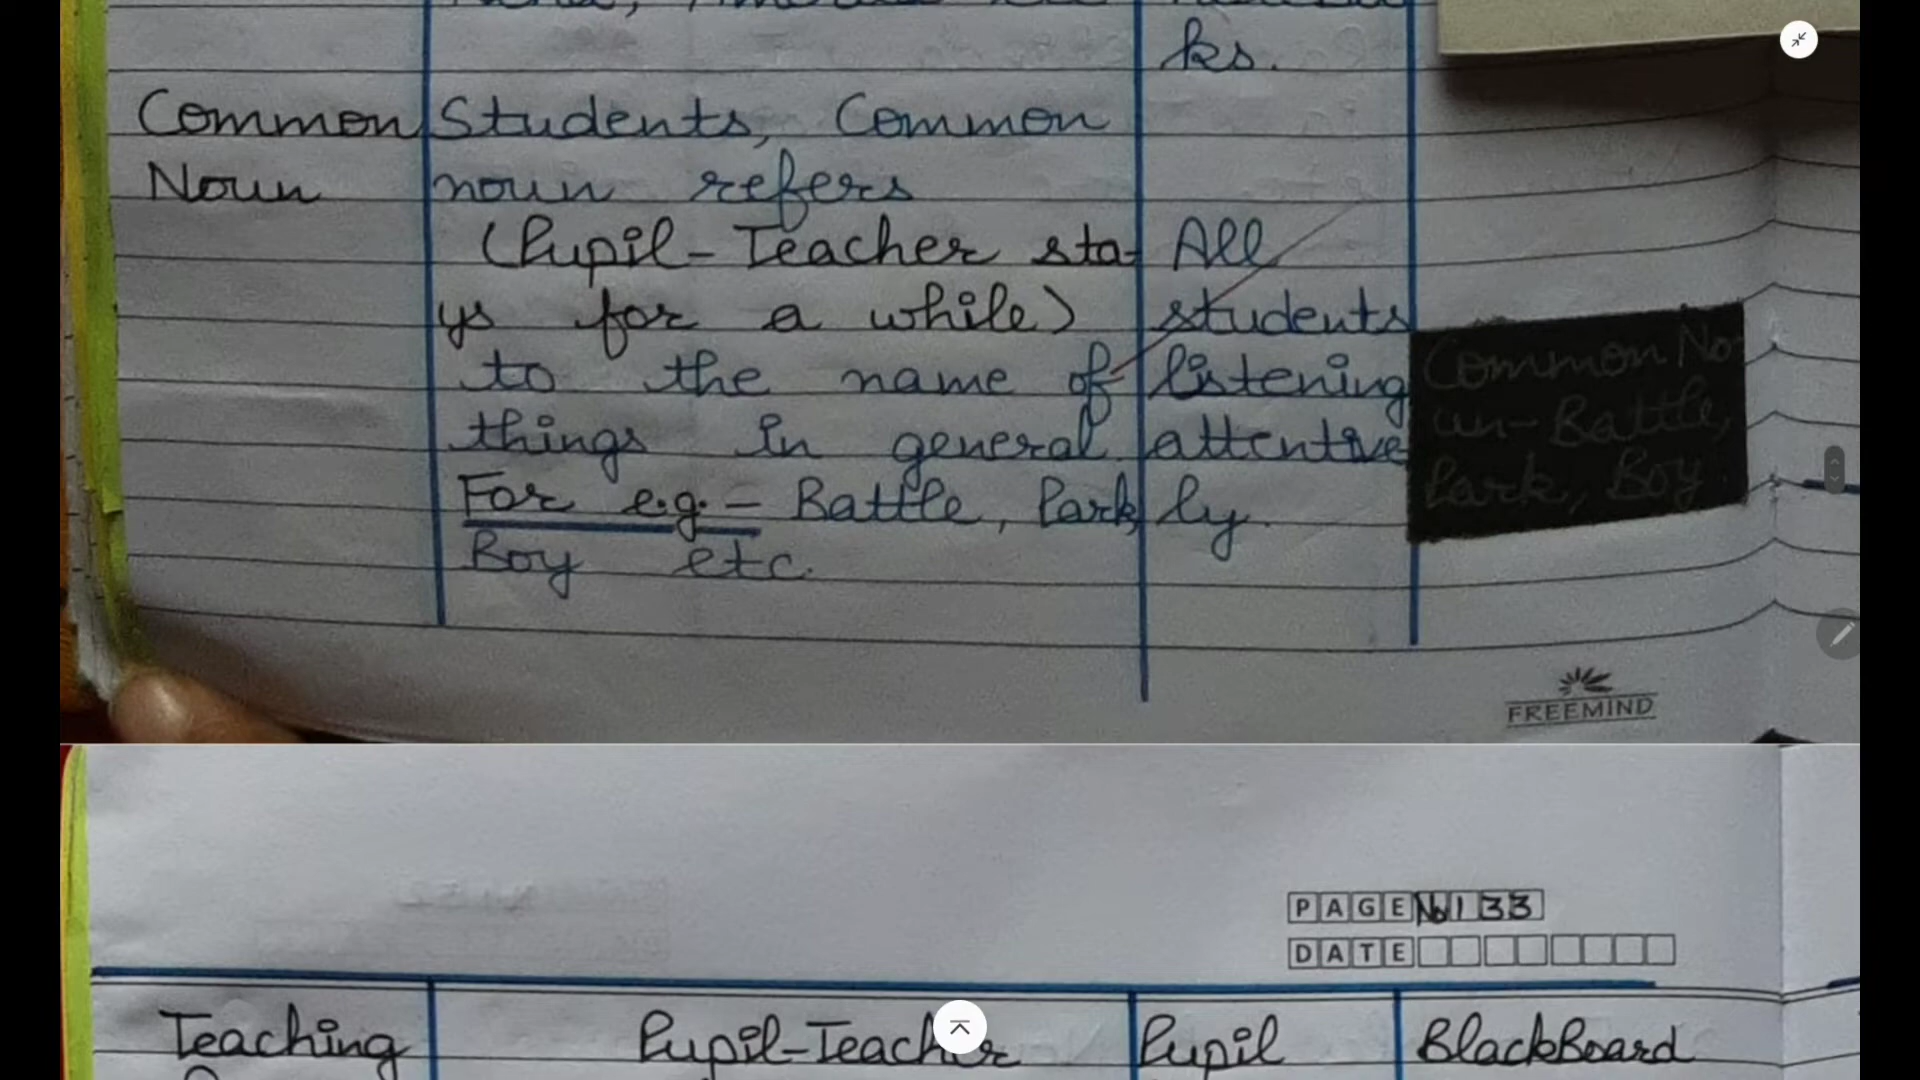 ks.
Common Students, Common
Noun noun refers
(Pupil-Teacher sta- All
ys for a while) students
to the name of listening Common No-
things in general. attentive un-Battle,
For e.g. - Battle, Park, ly. Park, Boy
Boy etc.
FREEMIND
PAGE No 133
DATE
Teaching Pupil-Teacher Pupil BlackBoard